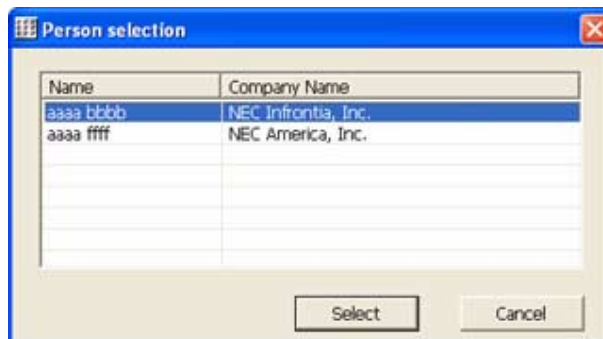 Person selection
Name Company Name
aaaa bbbb NEC Infrontia, Inc.
aaaa ffff NEC America, Inc.
Select Cancel